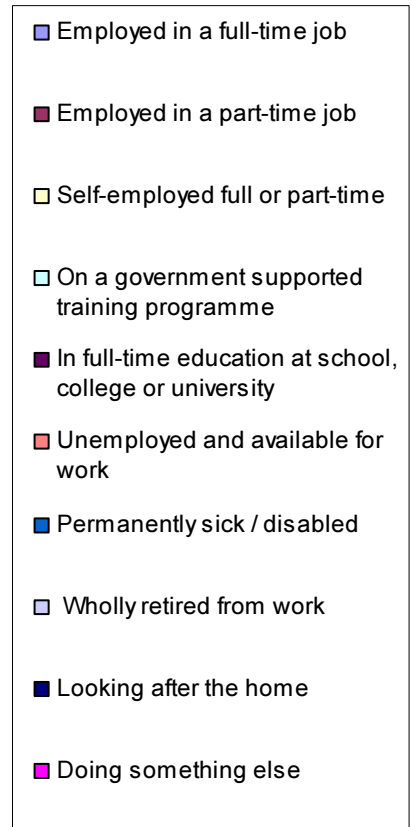 Employed in a full-time job
Employed in a part-time job
Self-employed full or part-time
On a government supported
training programme
In full-time education at school,
college or university
Unemployed and available for
work
Permanently sick / disabled
Wholly retired from work
Looking after the home
Doing something else